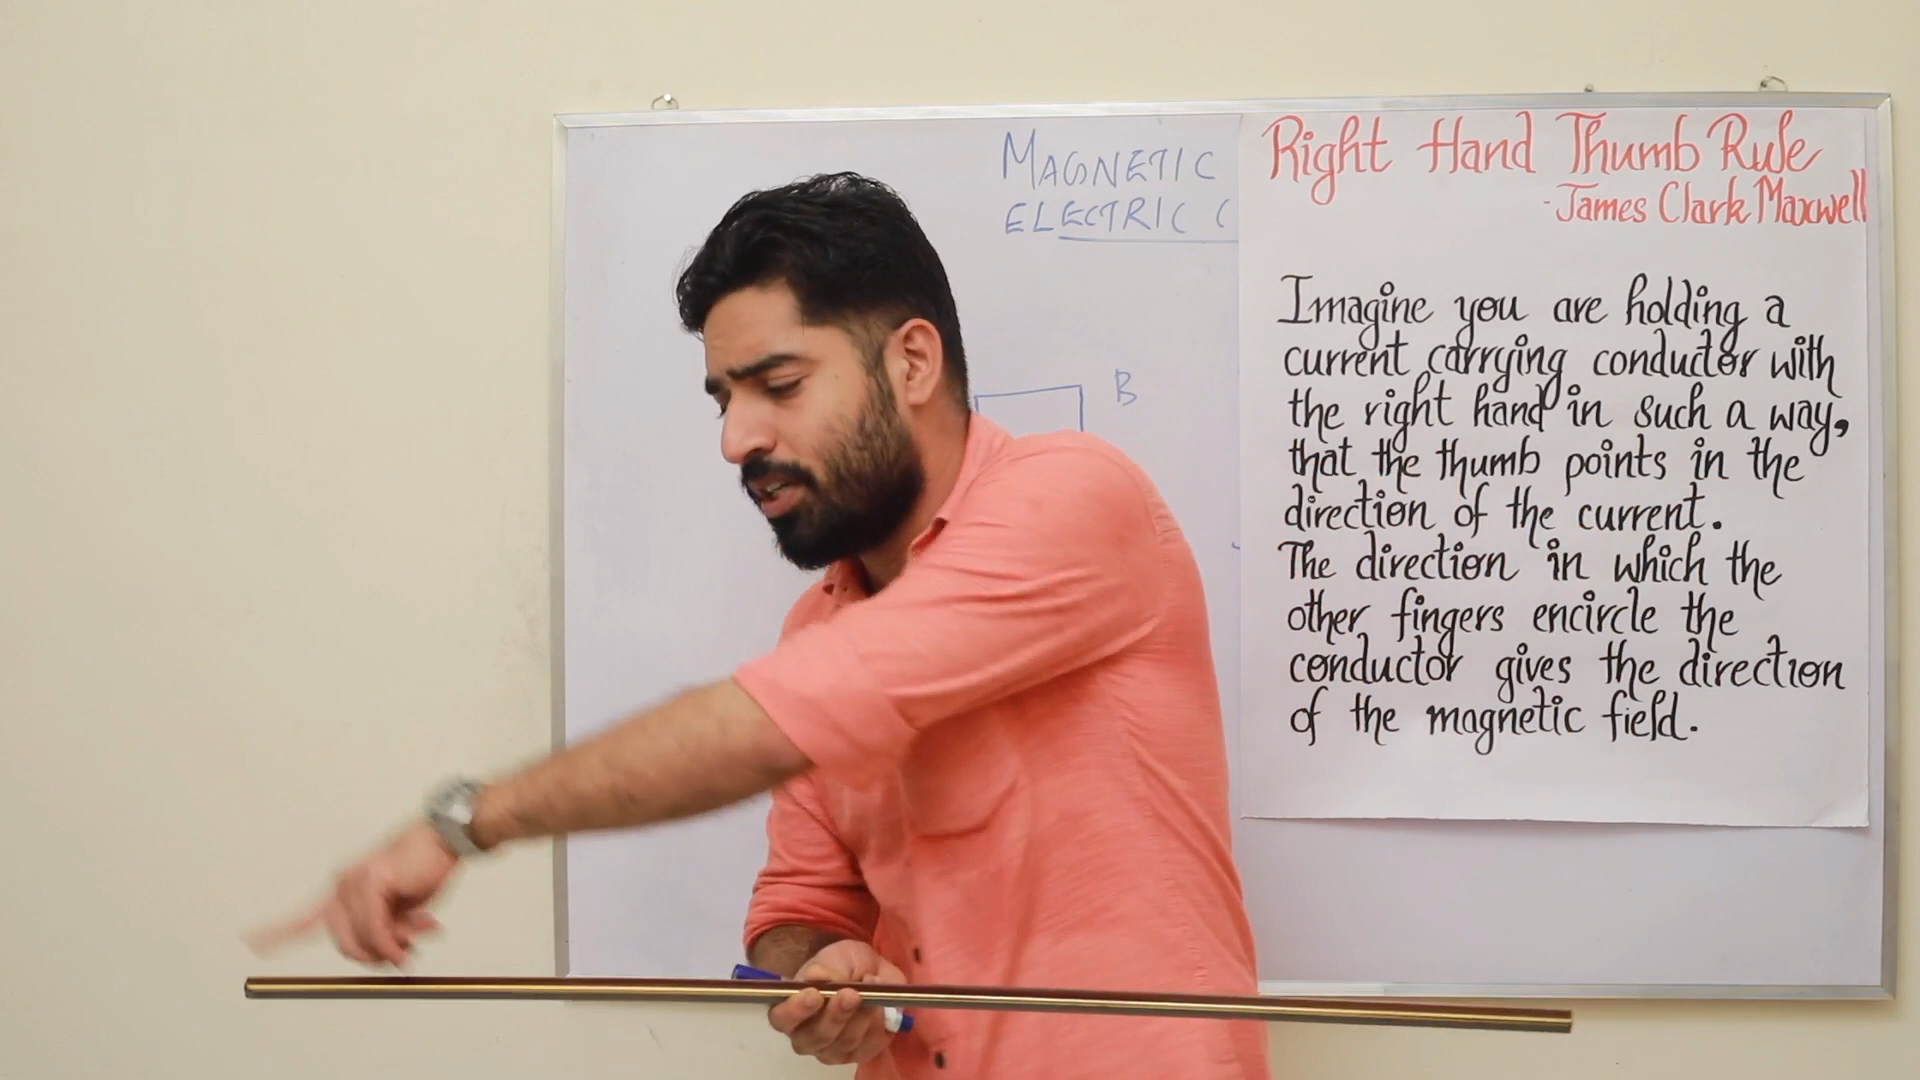 MAGNETIC
ELECTRIC C
B
Right Hand Thumb Rule
-James Clark Maxwell
Imagine you are holding a
current carrying conductor with
the right hand in such a way,
that the thumb points in the
direction of the current.
The direction in which the
other fingers encircle the
conductor gives the direction
of the magnetic field.